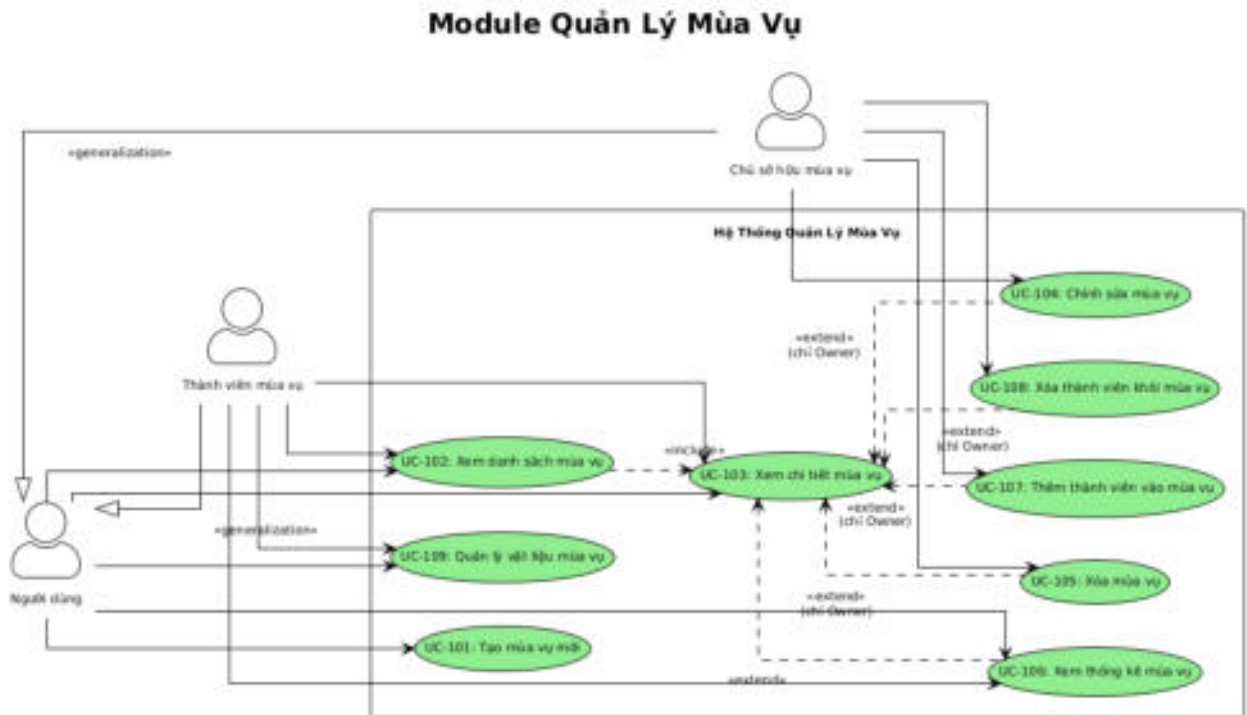 Module Quản Lý Mùa Vụ
«generalization»
Chủ sở hữu mùa vụ
Hệ Thống Quản Lý Mùa Vụ
UC-104: Chỉnh sửa mùa vụ
«extend»
(chỉ Owner)
Thành viên mùa vụ
UC-108: Xóa thành viên khỏi mùa vụ
«extend»
(chỉ Owner)
«include»
UC-102: Xem danh sách mùa vụ
UC-103: Xem chi tiết mùa vụ
UC-107: Thêm thành viên vào mùa vụ
«extend»
(chỉ Owner)
«generalization»
UC-109: Quản lý vật liệu mùa vụ
UC-105: Xóa mùa vụ
Người dùng
«extend»
(chỉ Owner)
UC-101: Tạo mùa vụ mới
UC-106: Xem thống kê mùa vụ
«extend»